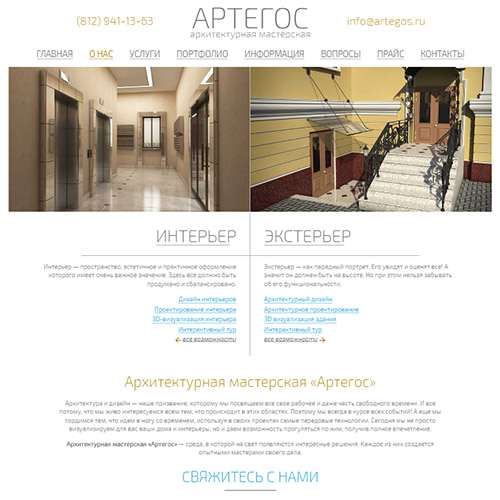 (812) 941-13-63
АРТЕГОС
архитектурная мастерская
info@artegos.ru
ГЛАВНАЯ О НАС УСЛУГИ ПОРТФОЛИО ИНФОРМАЦИЯ ВОПРОСЫ ПРАЙС КОНТАКТЫ
ИНТЕРЬЕР
Интерьер — пространство, эстетичное и практичное оформление
которого имеет очень важное значение. Здесь все должно быть
продумано и сбалансировано.
Дизайн интерьеров
Проектирование интерьера
3D-визуализация интерьера
Интерактивный тур
все возможности
ЭКСТЕРЬЕР
Экстерьер — как парадный портрет. Его увидят и оценят все! А
значит он должен быть на высоте. Но при этом нельзя забывать
об его функциональности.
Архитектурный дизайн
Архитектурное проектирование
3D визуализация здания
Интерактивный тур
все возможности
Архитектурная мастерская «Артегос»
Архитектура и дизайн — наше призвание, которому мы посвящаем все свое рабочее и даже часть свободного времени. И все
потому, что мы живо интересуемся всем тем, что происходит в этих областях. Поэтому мы всегда в курсе всех событий! А еще мы
гордимся тем, что идем в ногу со временем, используя в своих проектах самые передовые технологии. Сегодня мы не просто
визуализируем для вас ваши дома и интерьеры, но и даем возможность прогуляться по ним, получив полное впечатление.
Архитектурная мастерская «Артегос» — среда, в которой на свет появляются интересные решения. Каждое из них создается
опытными мастерами своего дела.
СВЯЖИТЕСЬ С НАМИ